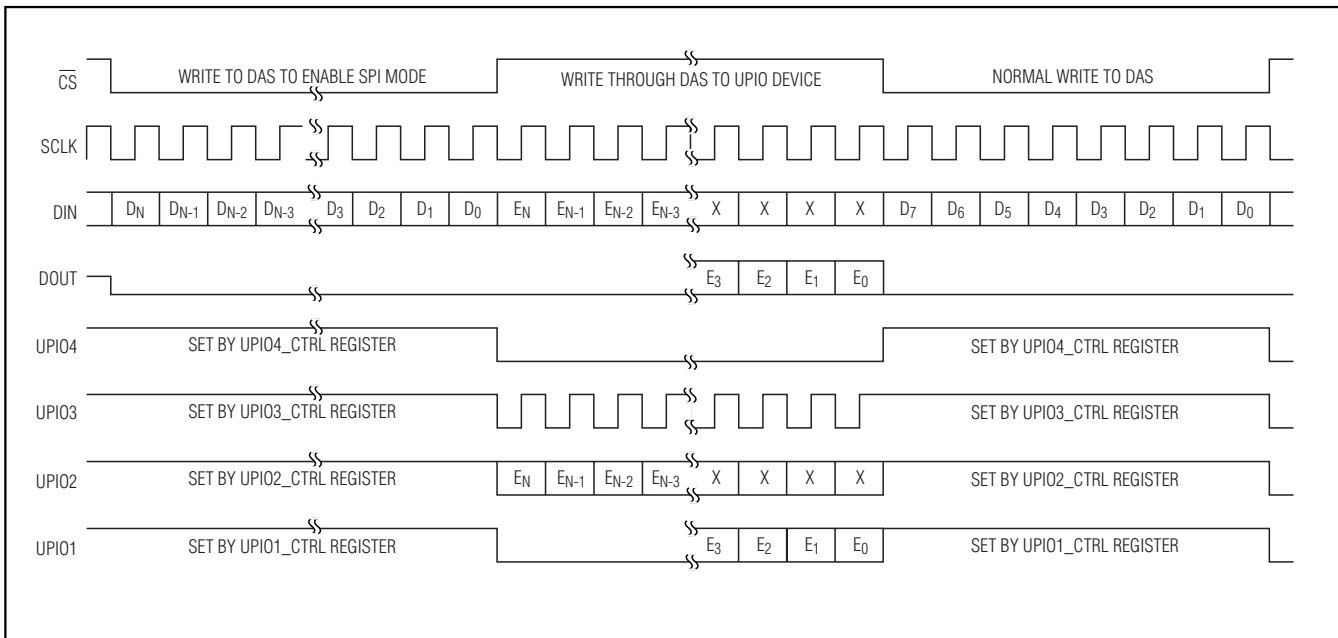 CS WRITE TO DAS TO ENABLE SPI MODE WRITE THROUGH DAS TO UPIO DEVICE NORMAL WRITE TO DAS
SCLK
DIN DN DN-1 DN-2 DN-3 D3 D2 D1 D0 EN EN-1 EN-2 EN-3 X X X X D7 D6 D5 D4 D3 D2 D1 D0
DOUT E3 E2 E1 E0
UPIO4 SET BY UPIO4_CTRL REGISTER SET BY UPIO4_CTRL REGISTER
UPIO3 SET BY UPIO3_CTRL REGISTER SET BY UPIO3_CTRL REGISTER
UPIO2 SET BY UPIO2_CTRL REGISTER EN EN-1 EN-2 EN-3 X X X X SET BY UPIO2_CTRL REGISTER
UPIO1 SET BY UPIO1_CTRL REGISTER E3 E2 E1 E0 SET BY UPIO1_CTRL REGISTER